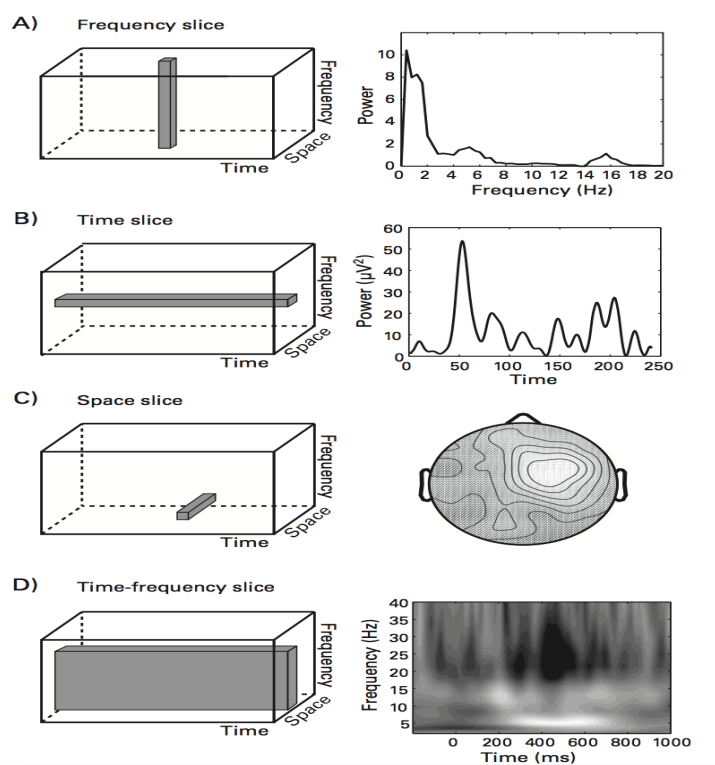 A) Frequency slice
Frequency
Space
Time
Power
10
8
6
4
2
0
0 2 4 6 8 10 12 14 16 18 20
Frequency (Hz)
B) Time slice
Frequency
Space
Time
Power (µV²)
60
50
40
30
20
10
0
0 50 100 150 200 250
Time
C) Space slice
Frequency
Space
Time
D) Time-frequency slice
Frequency
Space
Time
Frequency (Hz)
40
35
30
25
20
15
10
5
0 200 400 600 800 1000
Time (ms)